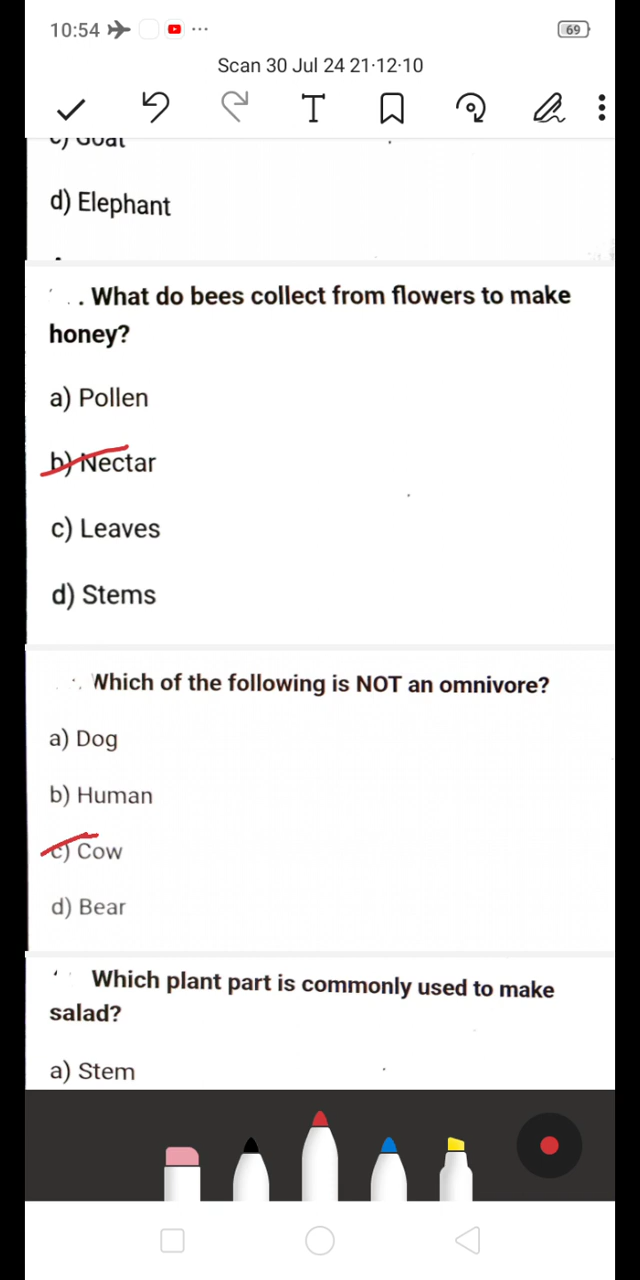 10:54
69
Scan 30 Jul 24 21·12·10
T
c) Goat
d) Elephant
. What do bees collect from flowers to make
honey?
a) Pollen
b) Nectar
c) Leaves
d) Stems
Which of the following is NOT an omnivore?
a) Dog
b) Human
c) Cow
d) Bear
Which plant part is commonly used to make
salad?
a) Stem